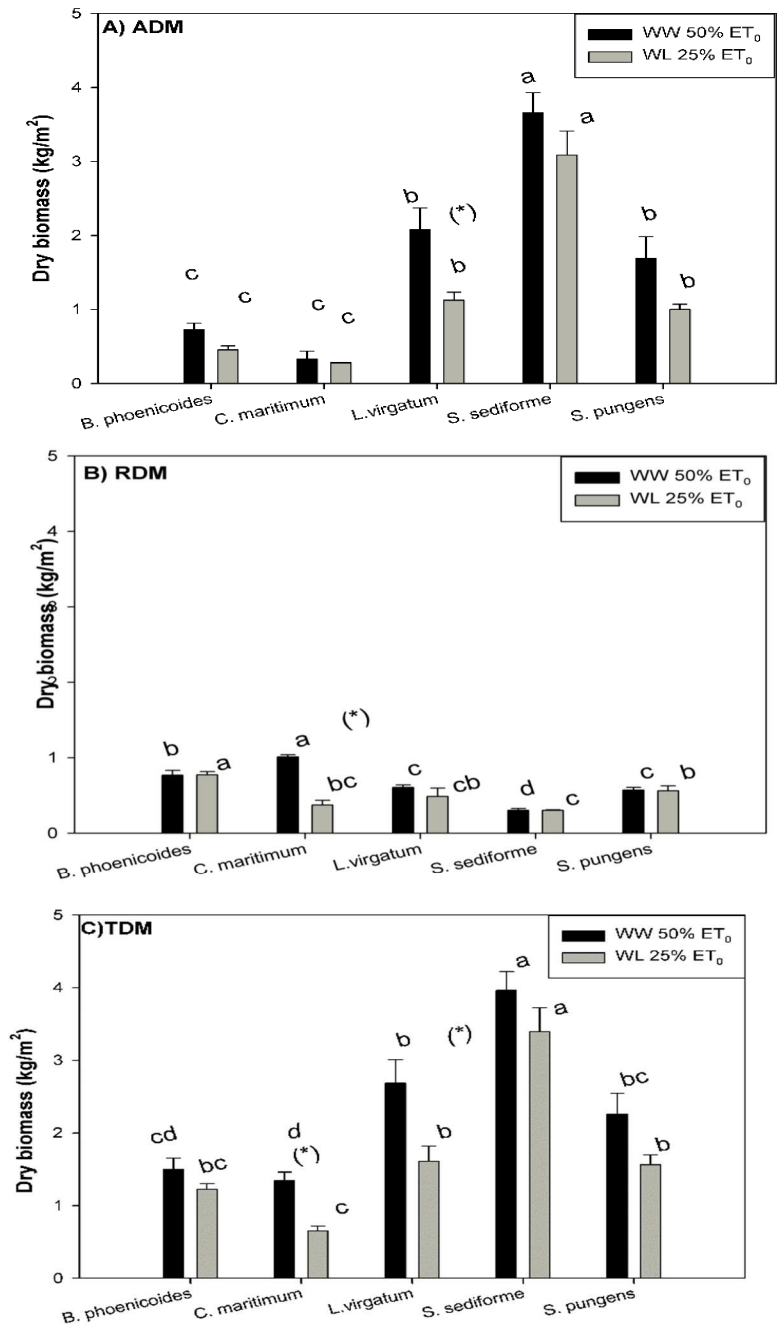 A) ADM
WW 50% ET₀
WL 25% ET₀
Dry biomass (kg/m²)
5
4
3
2
1
0
c
c
c
c
b
(*)
b
a
a
b
b
B. phoenicoides
C. maritimum
L.virgatum
S. sediforme
S. pungens
B) RDM
WW 50% ET₀
WL 25% ET₀
Dry biomass (kg/m²)
5
4
3
2
1
0
b
a
a
(*)
bc
c
cb
d
c
c
b
B. phoenicoides
C. maritimum
L.virgatum
S. sediforme
S. pungens
C)TDM
WW 50% ET₀
WL 25% ET₀
Dry biomass (kg/m²)
5
4
3
2
1
0
cd
bc
d
(*)
c
b
(*)
b
a
a
bc
b
B. phoenicoides
C. maritimum
L.virgatum
S. sediforme
S. pungens